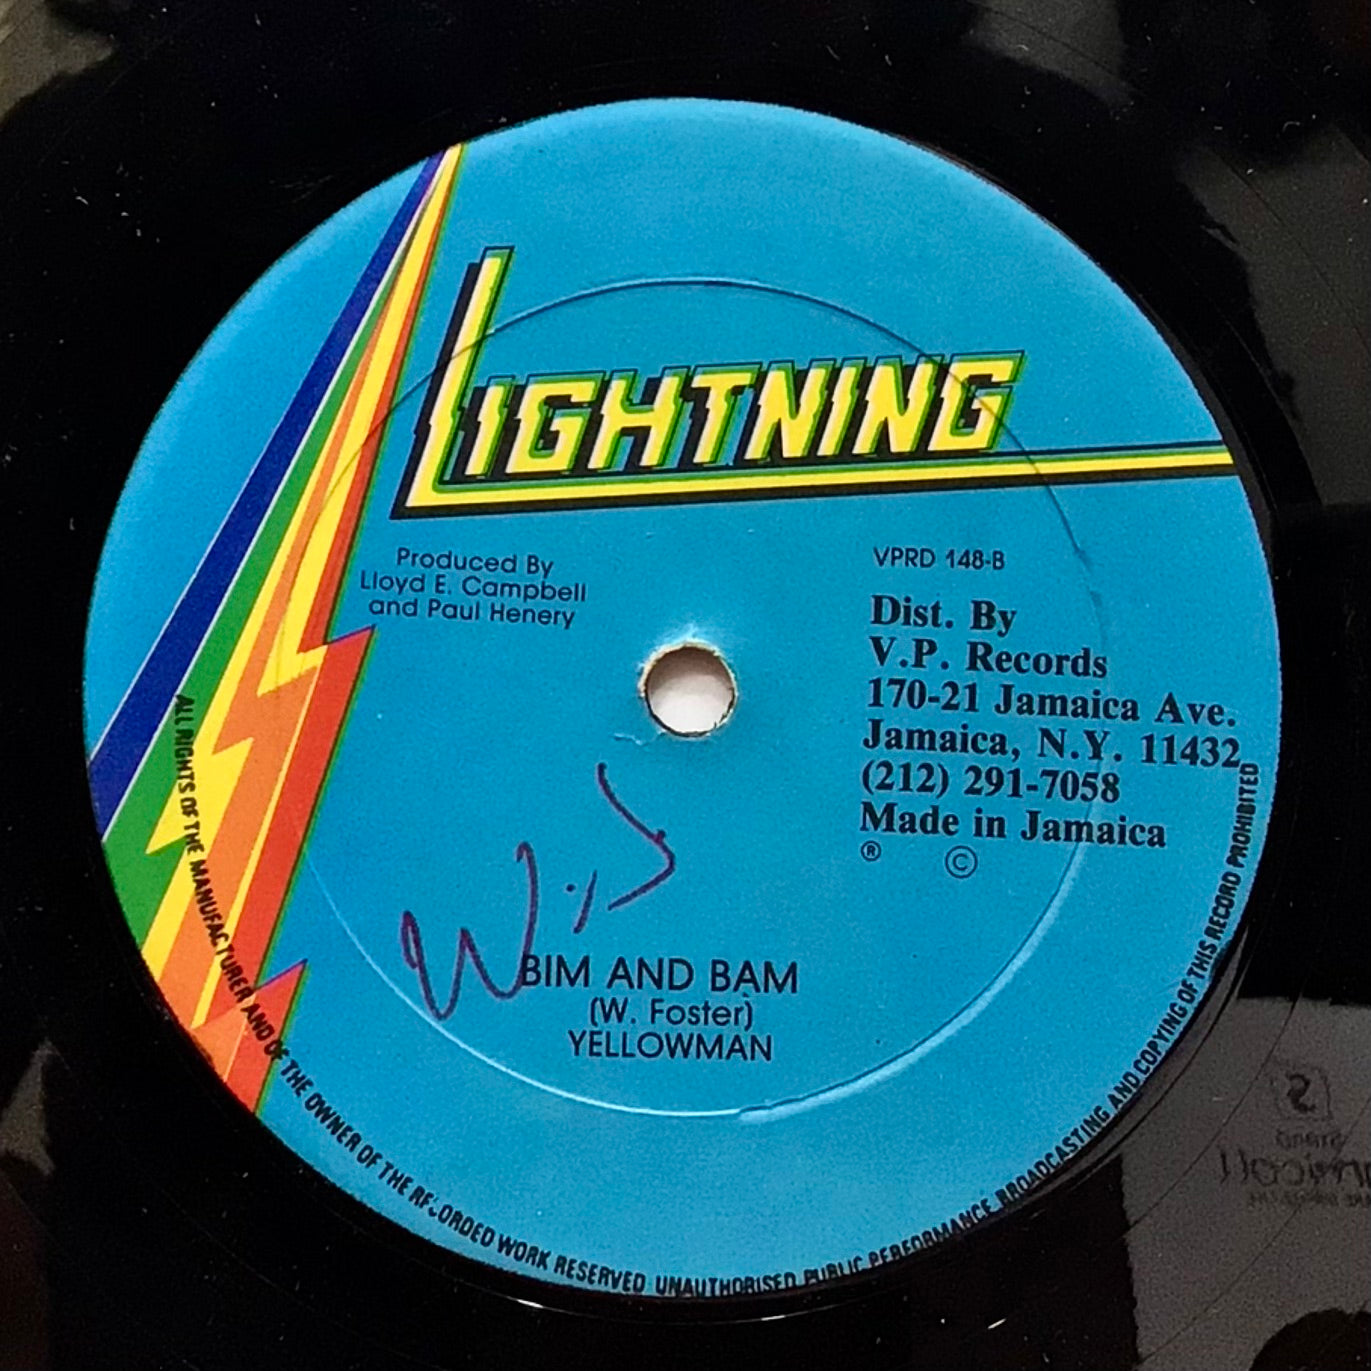 LIGHTNING
Produced By
Lloyd E. Campbell
and Paul Henery
VPRD 148-B
Dist. By
V.P. Records
170-21 Jamaica Ave.
Jamaica, N.Y. 11432
(212) 291-7058
Made in Jamaica
® ©
BIM AND BAM
(W. Foster)
YELLOWMAN
ALL RIGHTS OF THE MANUFACTURER AND OF THE OWNER OF THE RECORDED WORK RESERVED UNAUTHORISED PUBLIC PERFORMANCE BROADCASTING AND COPYING OF THIS RECORD PROHIBITED